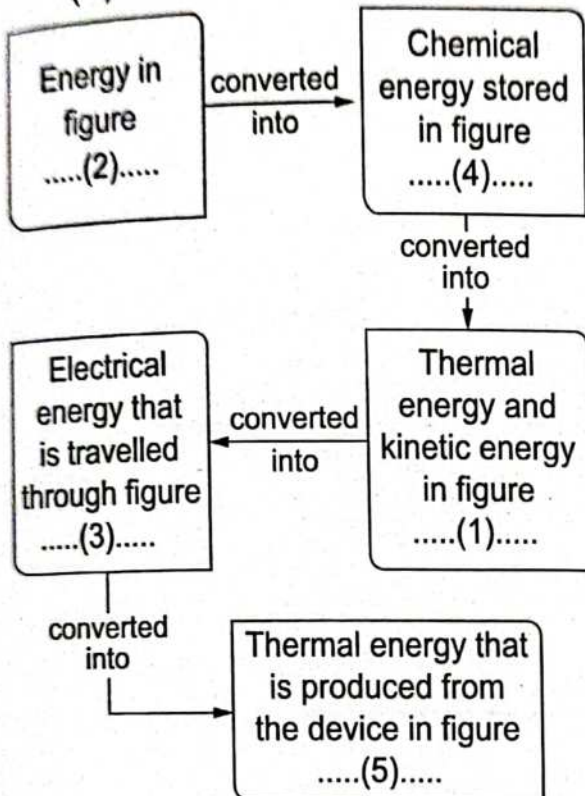 Energy in
figure
.....(2).....
converted
into
Chemical
energy stored
in figure
.....(4).....
converted
into
Thermal
energy and
kinetic energy
in figure
.....(1).....
converted
into
Electrical
energy that
is travelled
through figure
.....(3).....
converted
into
Thermal energy that
is produced from
the device in figure
.....(5).....